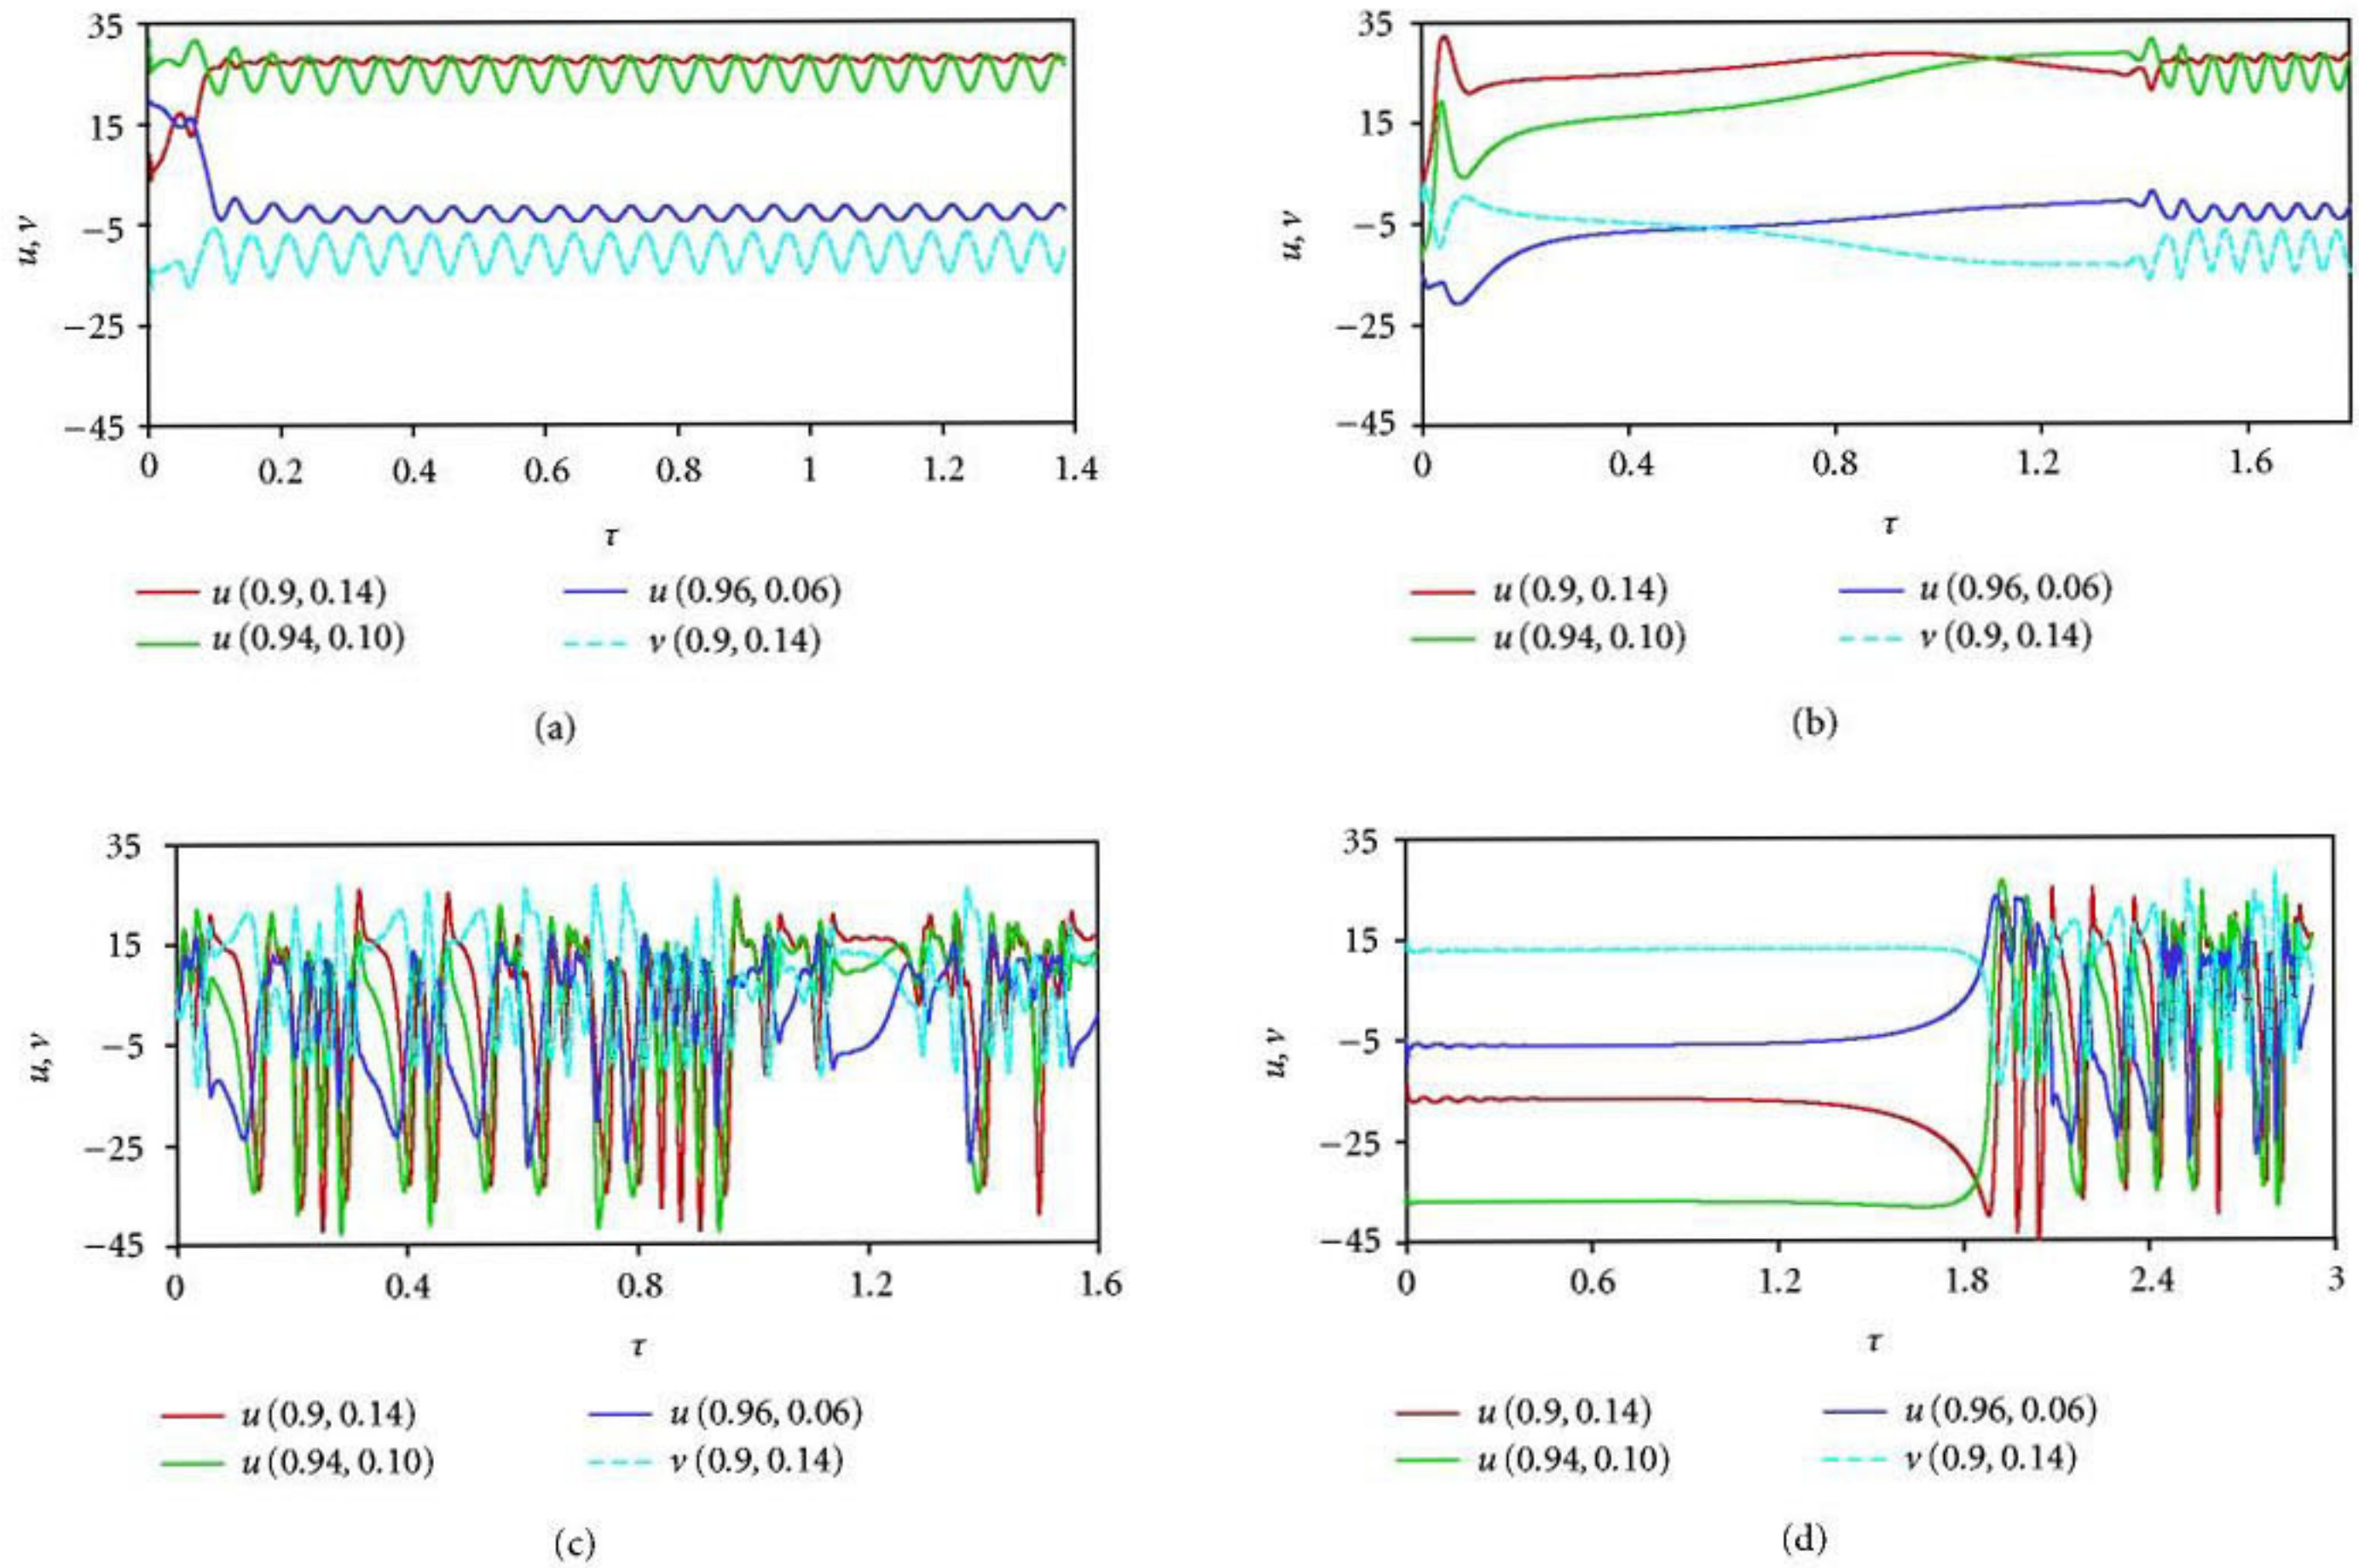 35
15
−5
−25
−45
u, v
0 0.2 0.4 0.6 0.8 1 1.2 1.4
τ
u (0.9, 0.14) u (0.96, 0.06)
u (0.94, 0.10) v (0.9, 0.14)
(a)
35
15
−5
−25
−45
u, v
0 0.4 0.8 1.2 1.6
τ
u (0.9, 0.14) u (0.96, 0.06)
u (0.94, 0.10) v (0.9, 0.14)
(b)
35
15
−5
−25
−45
u, v
0 0.4 0.8 1.2 1.6
τ
u (0.9, 0.14) u (0.96, 0.06)
u (0.94, 0.10) v (0.9, 0.14)
(c)
35
15
−5
−25
−45
u, v
0 0.6 1.2 1.8 2.4 3
τ
u (0.9, 0.14) u (0.96, 0.06)
u (0.94, 0.10) v (0.9, 0.14)
(d)